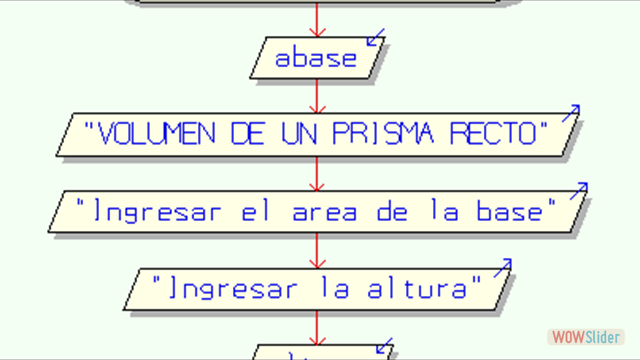 abase
"VOLUMEN DE UN PRISMA RECTO"
"Ingresar el area de la base"
"Ingresar la altura"
WOWSlider